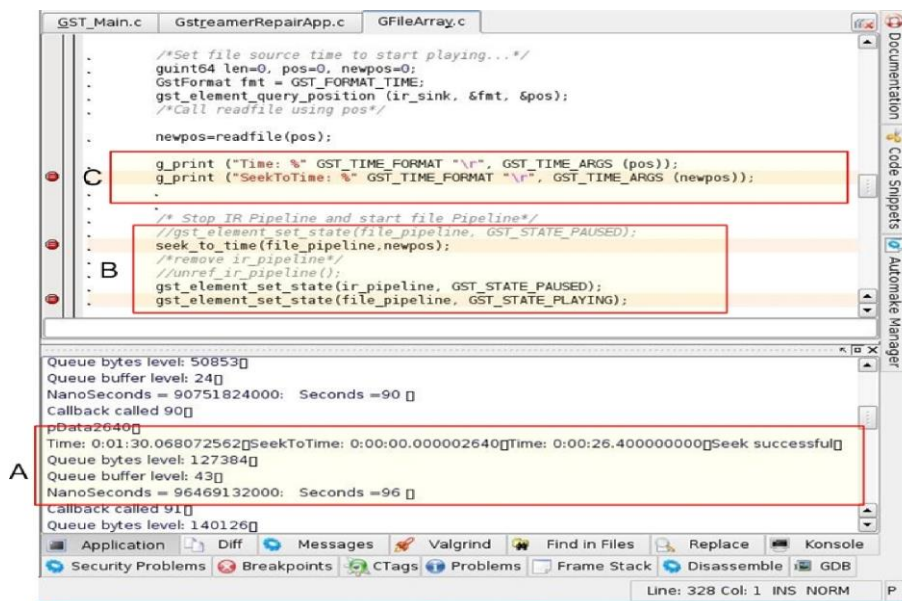 GST_Main.c GstreamerRepairApp.c GFileArray.c
/*Set file source time to start playing...*/
guint64 len=0, pos=0, newpos=0;
GstFormat fmt = GST_FORMAT_TIME;
gst_element_query_position (ir_sink, &fmt, &pos);
/*Call readfile using pos*/
newpos=readfile(pos);
C
g_print ("Time: %" GST_TIME_FORMAT "\r", GST_TIME_ARGS (pos));
g_print ("SeekToTime: %" GST_TIME_FORMAT "\r", GST_TIME_ARGS (newpos));
/* Stop IR Pipeline and start file Pipeline*/
//gst_element_set_state(file_pipeline, GST_STATE_PAUSED);
seek_to_time(file_pipeline,newpos);
B
/*remove ir_pipeline*/
//unref_ir_pipeline();
gst_element_set_state(ir_pipeline, GST_STATE_PAUSED);
gst_element_set_state(file_pipeline, GST_STATE_PLAYING);
Documentation
Code Snippets
Automake Manager
Queue bytes level: 50853▯
Queue buffer level: 24▯
NanoSeconds = 90751824000: Seconds =90 ▯
Callback called 90▯
pData2640▯
A
Time: 0:01:30.068072562▯SeekToTime: 0:00:00.000002640▯Time: 0:00:26.400000000▯Seek successful▯
Queue bytes level: 127384▯
Queue buffer level: 43▯
NanoSeconds = 96469132000: Seconds =96 ▯
Callback called 91▯
Queue bytes level: 140126▯
Application Diff Messages Valgrind Find in Files Replace Konsole
Security Problems Breakpoints CTags Problems Frame Stack Disassemble GDB
Line: 328 Col: 1 INS NORM P